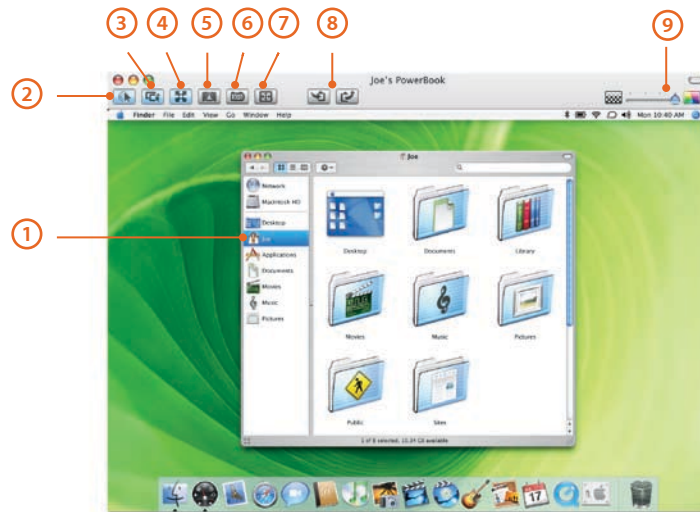 3 4 5 6 7 8 9
2
Joe's PowerBook
Finder File Edit View Go Window Help Mon 10:40 AM
Joe
Network
Macintosh HD
Desktop
1
Joe
Applications
Documents
Movies
Music
Pictures
Desktop Documents Library
Movies Music Pictures
Public Sites
1 of 8 selected, 13.39 GB available
17